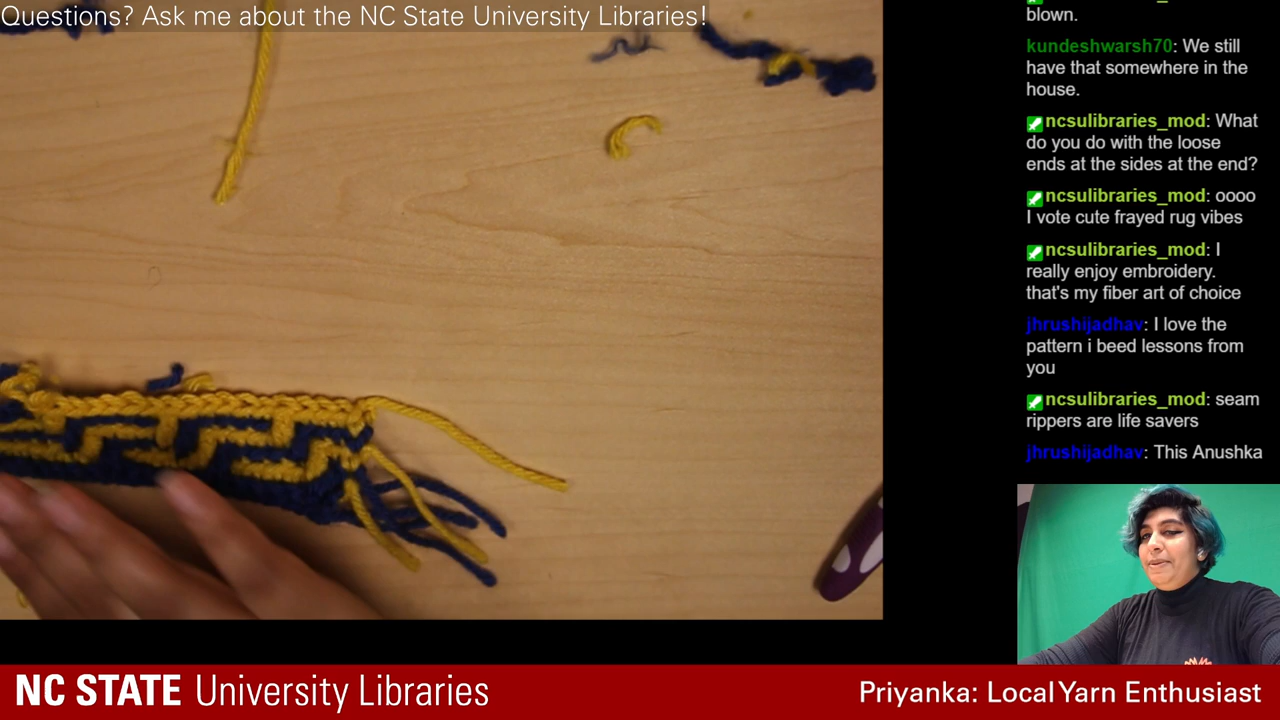 Questions? Ask me about the NC State University Libraries!
blown.
kundeshwarsh70: We still
have that somewhere in the
house.
ncsulibraries_mod: What
do you do with the loose
ends at the sides at the end?
ncsulibraries_mod: oooo
I vote cute frayed rug vibes
ncsulibraries_mod: I
really enjoy embroidery.
that's my fiber art of choice
jhrushijadhav: I love the
pattern i beed lessons from
you
ncsulibraries_mod: seam
rippers are life savers
jhrushijadhav: This Anushka
NC STATE University Libraries
Priyanka: Local Yarn Enthusiast